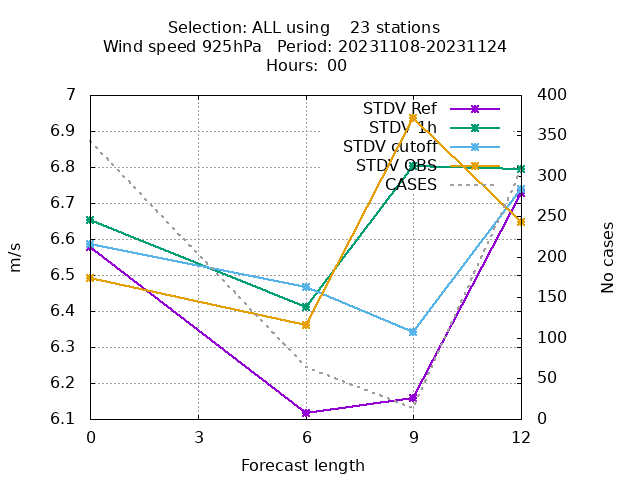 Selection: ALL using    23 stations
Wind speed 925hPa   Period: 20231108-20231124
Hours:  00
7
6.9
6.8
6.7
6.6
6.5
6.4
6.3
6.2
6.1
m/s
400
350
300
250
200
150
100
50
0
No cases
STDV Ref
STDV 1h
STDV cutoff
STDV OBS
CASES
0 3 6 9 12
Forecast length